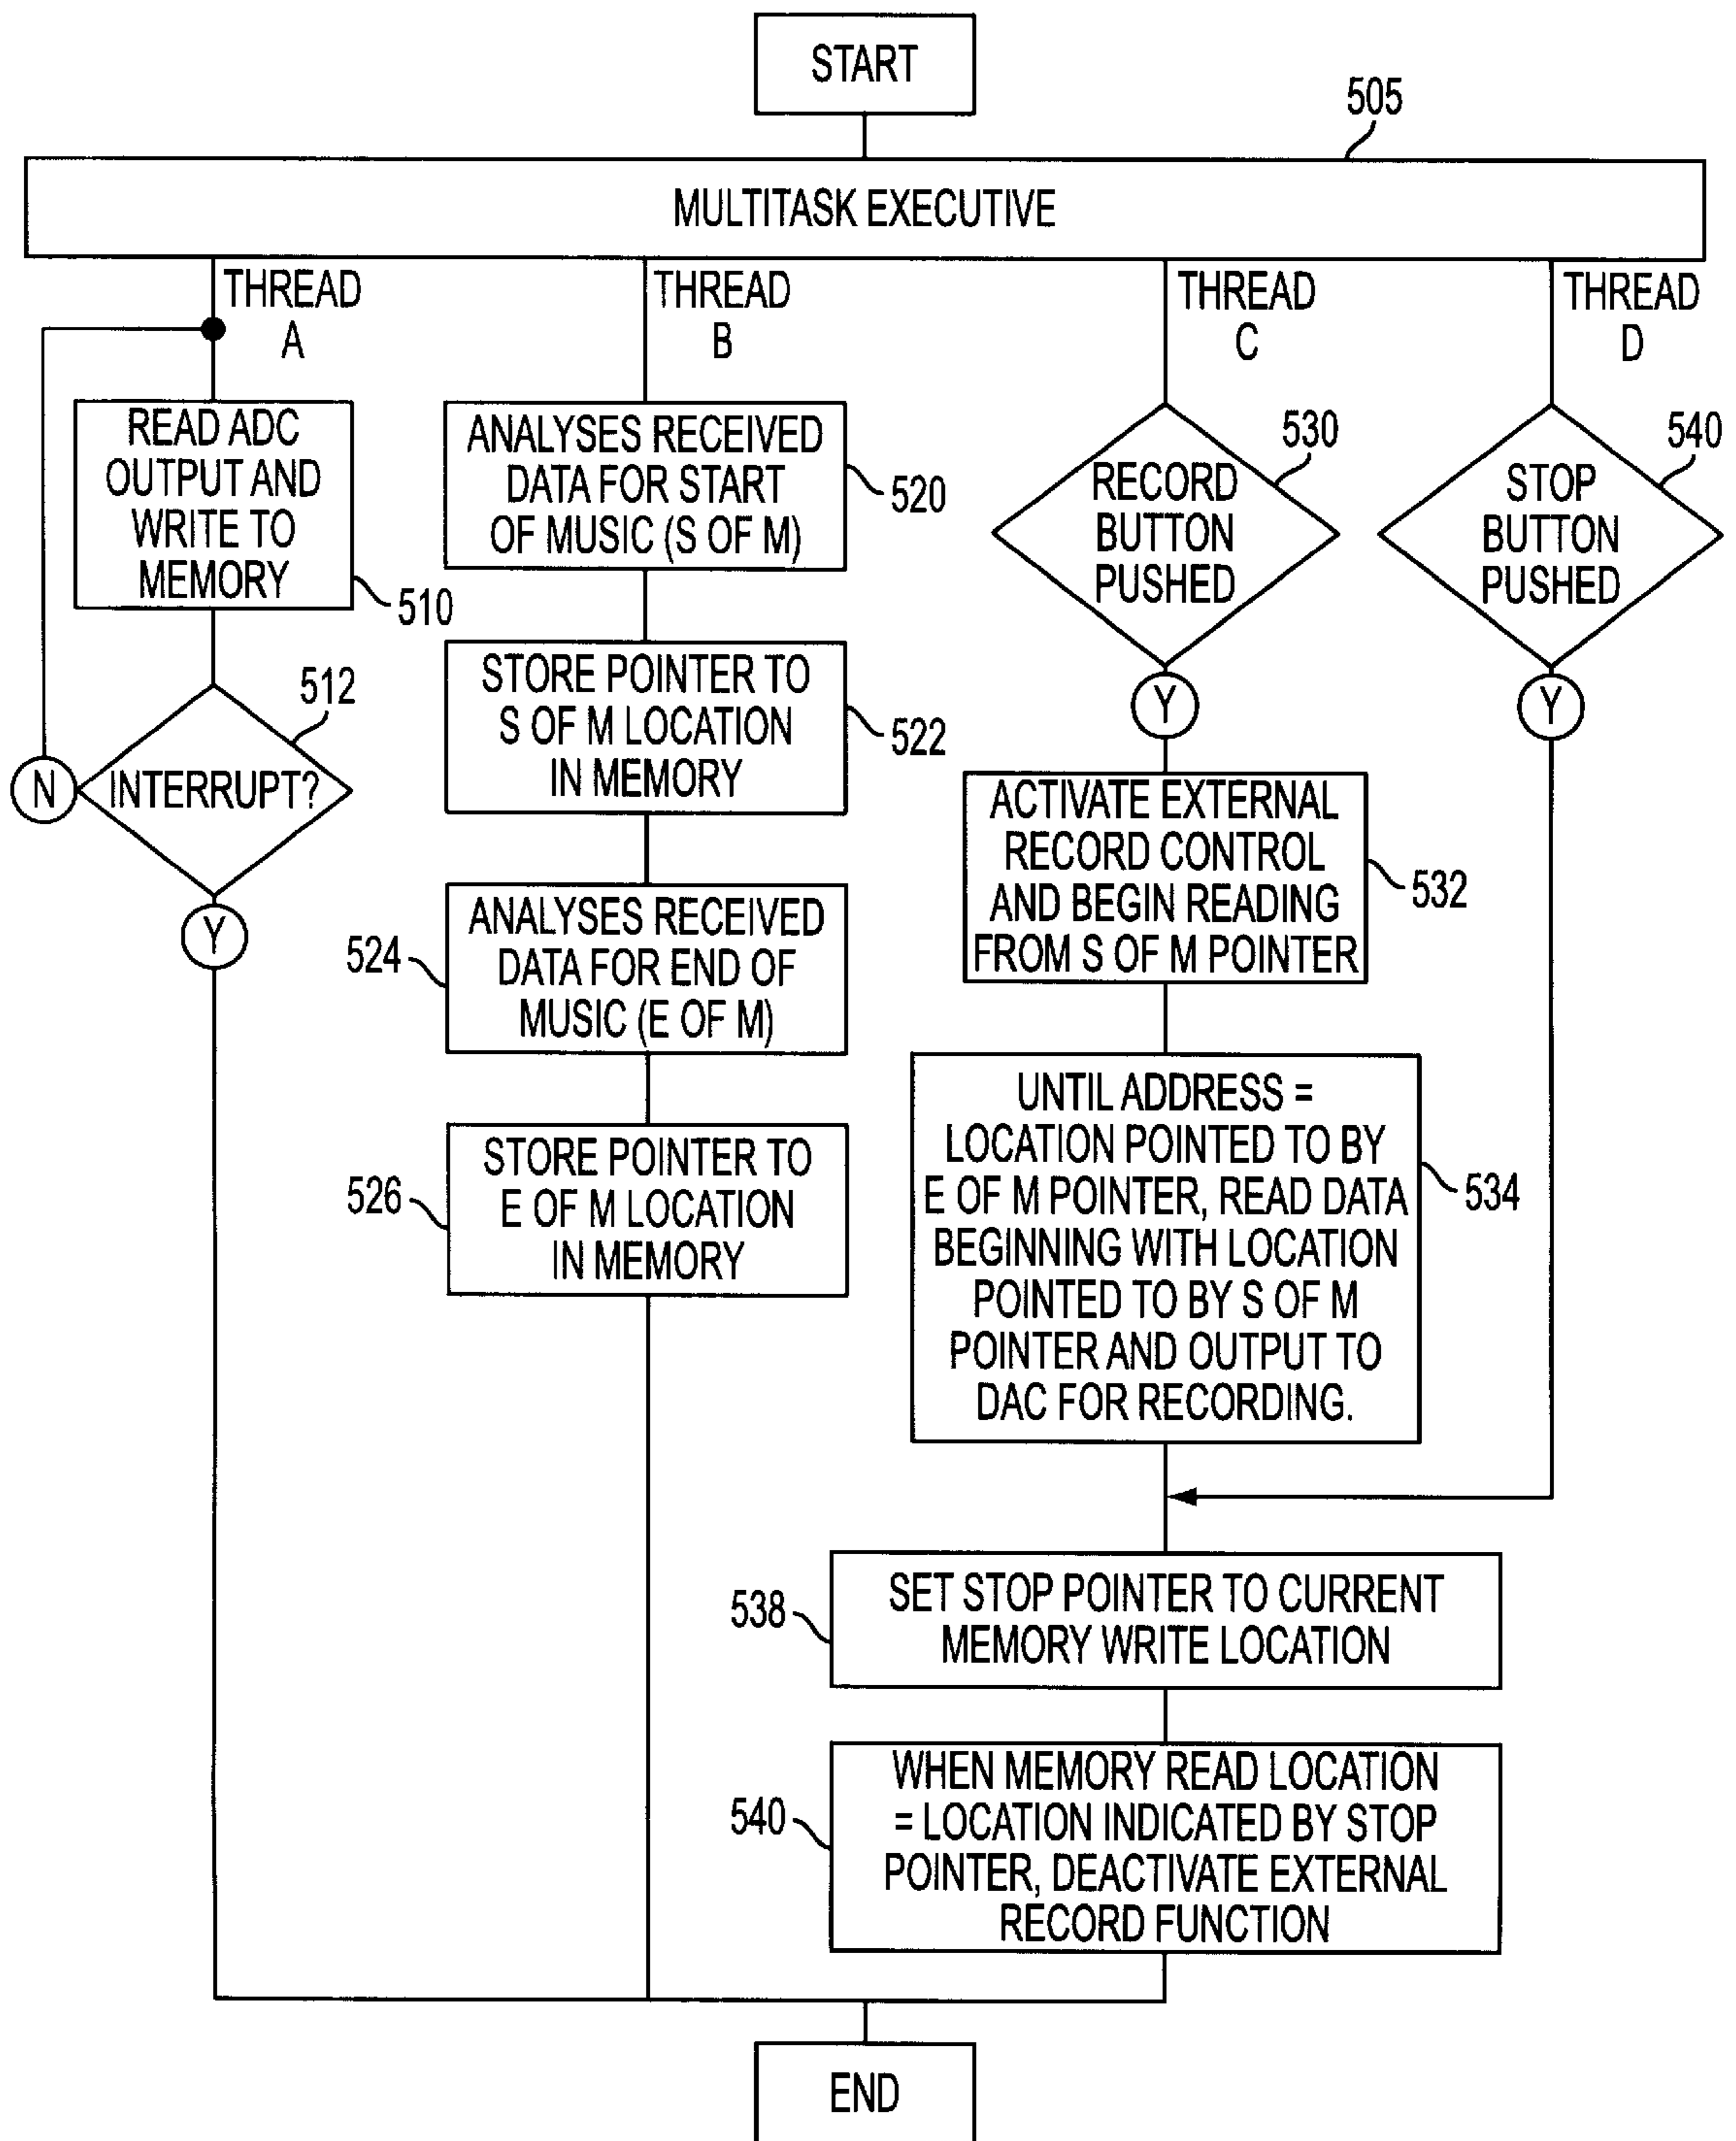 START
505
MULTITASK EXECUTIVE
THREAD
A
THREAD
B
THREAD
C
THREAD
D
READ ADC
OUTPUT AND
WRITE TO
MEMORY
510
512
INTERRUPT?
N
Y
ANALYSES RECEIVED
DATA FOR START
OF MUSIC (S OF M)
520
STORE POINTER TO
S OF M LOCATION
IN MEMORY
522
ANALYSES RECEIVED
DATA FOR END OF
MUSIC (E OF M)
524
STORE POINTER TO
E OF M LOCATION
IN MEMORY
526
RECORD
BUTTON
PUSHED
530
Y
ACTIVATE EXTERNAL
RECORD CONTROL
AND BEGIN READING
FROM S OF M POINTER
532
UNTIL ADDRESS =
LOCATION POINTED TO BY
E OF M POINTER, READ DATA
BEGINNING WITH LOCATION
POINTED TO BY S OF M
POINTER AND OUTPUT TO
DAC FOR RECORDING.
534
STOP
BUTTON
PUSHED
540
Y
SET STOP POINTER TO CURRENT
MEMORY WRITE LOCATION
538
WHEN MEMORY READ LOCATION
= LOCATION INDICATED BY STOP
POINTER, DEACTIVATE EXTERNAL
RECORD FUNCTION
540
END